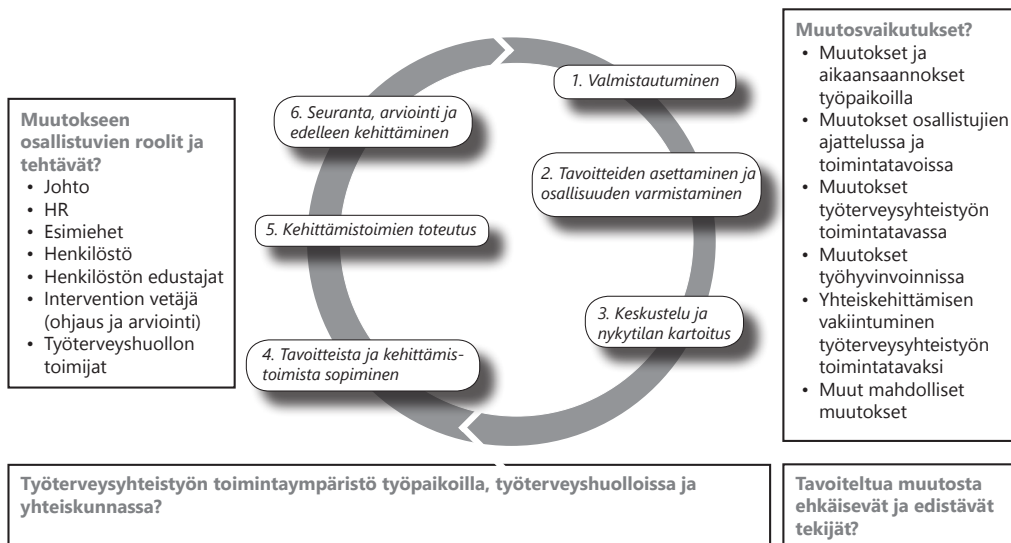 Muutokseen
osallistuvien roolit ja
tehtävät?
• Johto
• HR
• Esimiehet
• Henkilöstö
• Henkilöstön edustajat
• Intervention vetäjä
(ohjaus ja arviointi)
• Työterveyshuollon
toimijat
1. Valmistautuminen
2. Tavoitteiden asettaminen ja
osallisuuden varmistaminen
3. Keskustelu ja
nykytilan kartoitus
4. Tavoitteista ja kehittämis-
toimista sopiminen
5. Kehittämistoimien toteutus
6. Seuranta, arviointi ja
edelleen kehittäminen
Muutosvaikutukset?
• Muutokset ja
aikaansaannokset
työpaikoilla
• Muutokset osallistujien
ajattelussa ja
toimintatavoissa
• Muutokset
työterveysyhteistyön
toimintatavassa
• Muutokset
työhyvinvoinnissa
• Yhteiskehittämisen
vakiintuminen
työterveysyhteistyön
toimintatavaksi
• Muut mahdolliset
muutokset
Työterveysyhteistyön toimintaympäristö työpaikoilla, työterveyshuolloissa ja
yhteiskunnassa?
Tavoiteltua muutosta
ehkäisevät ja edistävät
tekijät?